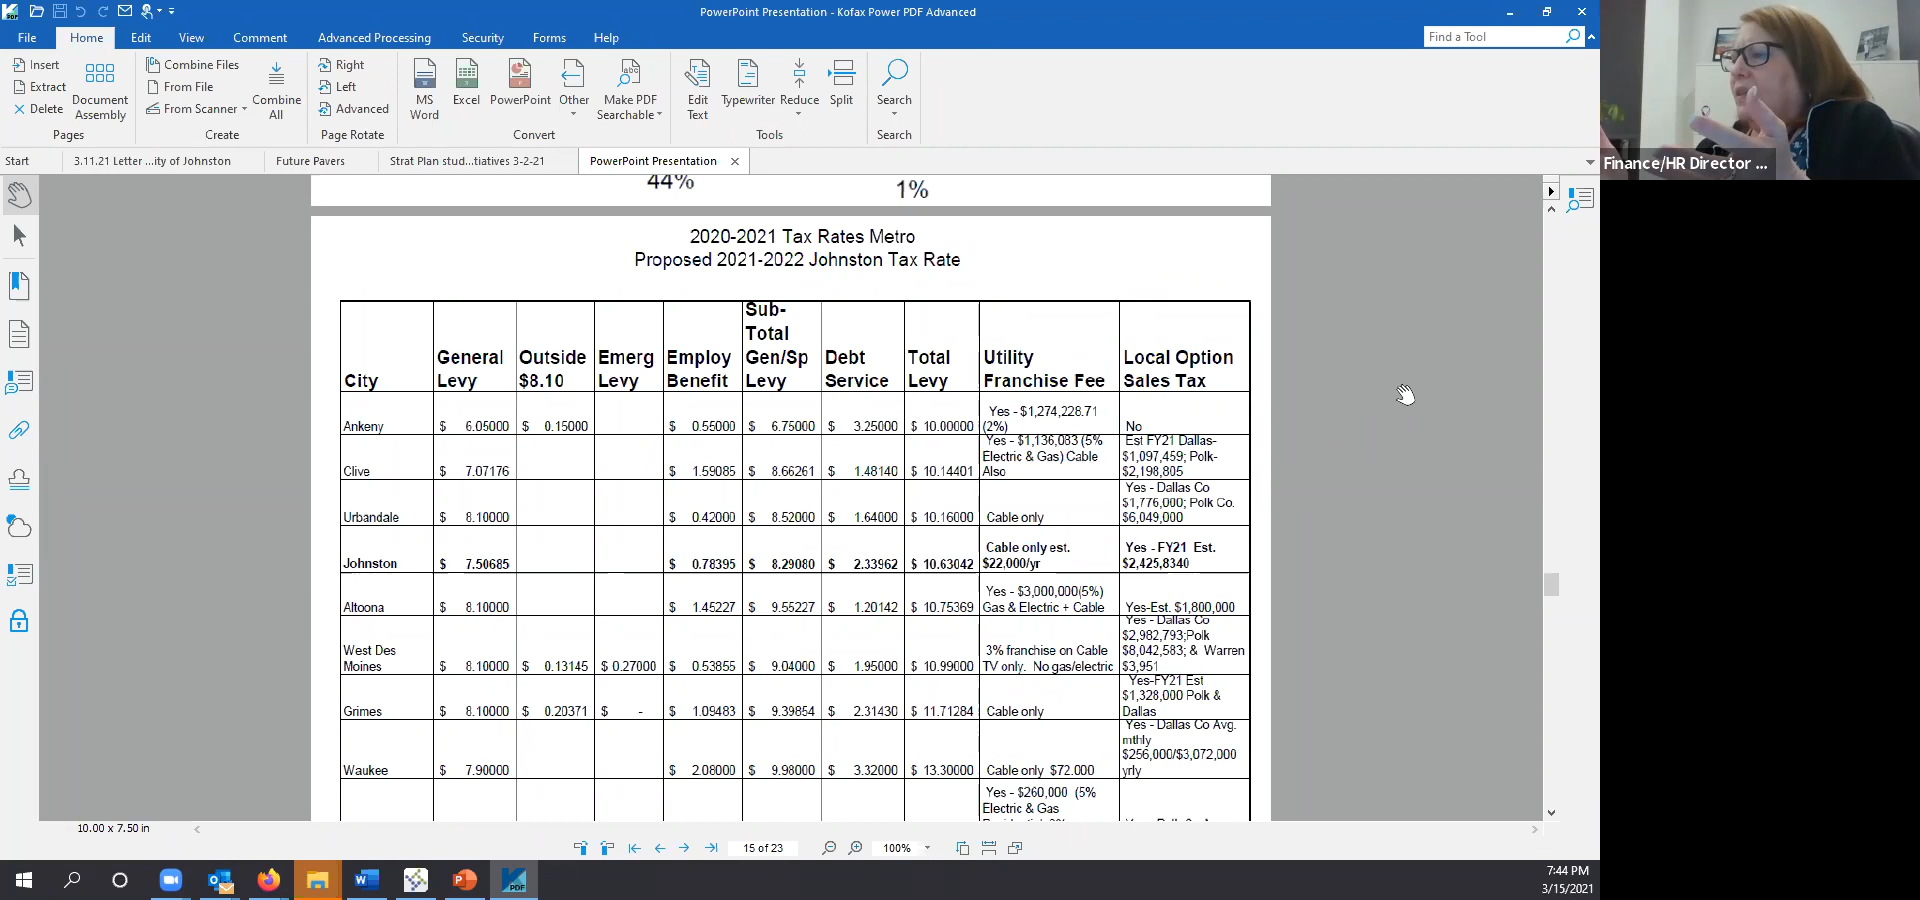 PowerPoint Presentation - Kofax Power PDF Advanced
File Home Edit View Comment Advanced Processing Security Forms Help
Find a Tool
Insert
Extract
Delete
Document
Assembly
Pages
Combine Files
From File
From Scanner
Combine
All
Create
Right
Left
Advanced
Page Rotate
MS
Word
Excel
PowerPoint
Other
Make PDF
Searchable
Convert
Edit
Text
Typewriter
Reduce
Split
Tools
Search
Search
Start
3.11.21 Letter ...ity of Johnston
Future Pavers
Strat Plan stud...tiatives 3-2-21
PowerPoint Presentation
Finance/HR Director ...
44%
1%
2020-2021 Tax Rates Metro
Proposed 2021-2022 Johnston Tax Rate
City
General
Levy
Outside
$8.10
Emerg
Levy
Employ
Benefit
Sub-
Total
Gen/Sp
Levy
Debt
Service
Total
Levy
Utility
Franchise Fee
Local Option
Sales Tax
Ankeny $ 6.05000 $ 0.15000 $ 0.55000 $ 6.75000 $ 3.25000 $ 10.00000
Yes - $1,274,228.71
(2%)
No
Clive $ 7.07176 $ 1.59085 $ 8.66261 $ 1.48140 $ 10.14401
Yes - $1,136,083 (5%
Electric & Gas) Cable
Also
Est FY21 Dallas-
$1,097,459; Polk-
$2,198,805
Urbandale $ 8.10000 $ 0.42000 $ 8.52000 $ 1.64000 $ 10.16000
Cable only
Yes - Dallas Co
$1,776,000; Polk Co.
$6,049,000
Johnston $ 7.50685 $ 0.78395 $ 8.29080 $ 2.33962 $ 10.63042
Cable only est.
$22,000/yr
Yes - FY21 Est.
$2,425,8340
Altoona $ 8.10000 $ 1.45227 $ 9.55227 $ 1.20142 $ 10.75369
Yes - $3,000,000(5%)
Gas & Electric + Cable
Yes-Est. $1,800,000
West Des
Moines $ 8.10000 $ 0.13145 $ 0.27000 $ 0.53855 $ 9.04000 $ 1.95000 $ 10.99000
3% franchise on Cable
TV only. No gas/electric
Yes - Dallas Co
$2,982,793;Polk
$8,042,583; & Warren
$3,951
Grimes $ 8.10000 $ 0.20371 $ - $ 1.09483 $ 9.39854 $ 2.31430 $ 11.71284
Cable only
Yes-FY21 Est
$1,328,000 Polk &
Dallas
Waukee $ 7.90000 $ 2.08000 $ 9.98000 $ 3.32000 $ 13.30000
Cable only $72.000
Yes - Dallas Co Avg.
mthly
$256,000/$3,072,000
yrly
Yes - $260,000 (5%
Electric & Gas
10.00 x 7.50 in
15 of 23
100%
7:44 PM
3/15/2021